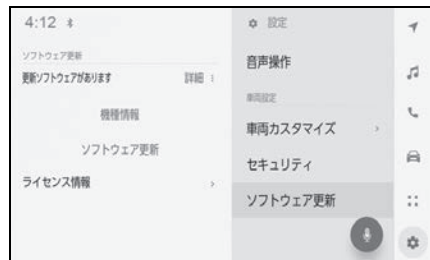 4:12
ソフトウェア更新
更新ソフトウェアがあります 詳細
機種情報
ソフトウェア更新
ライセンス情報
設定
音声操作
車両設定
車両カスタマイズ
セキュリティ
ソフトウェア更新